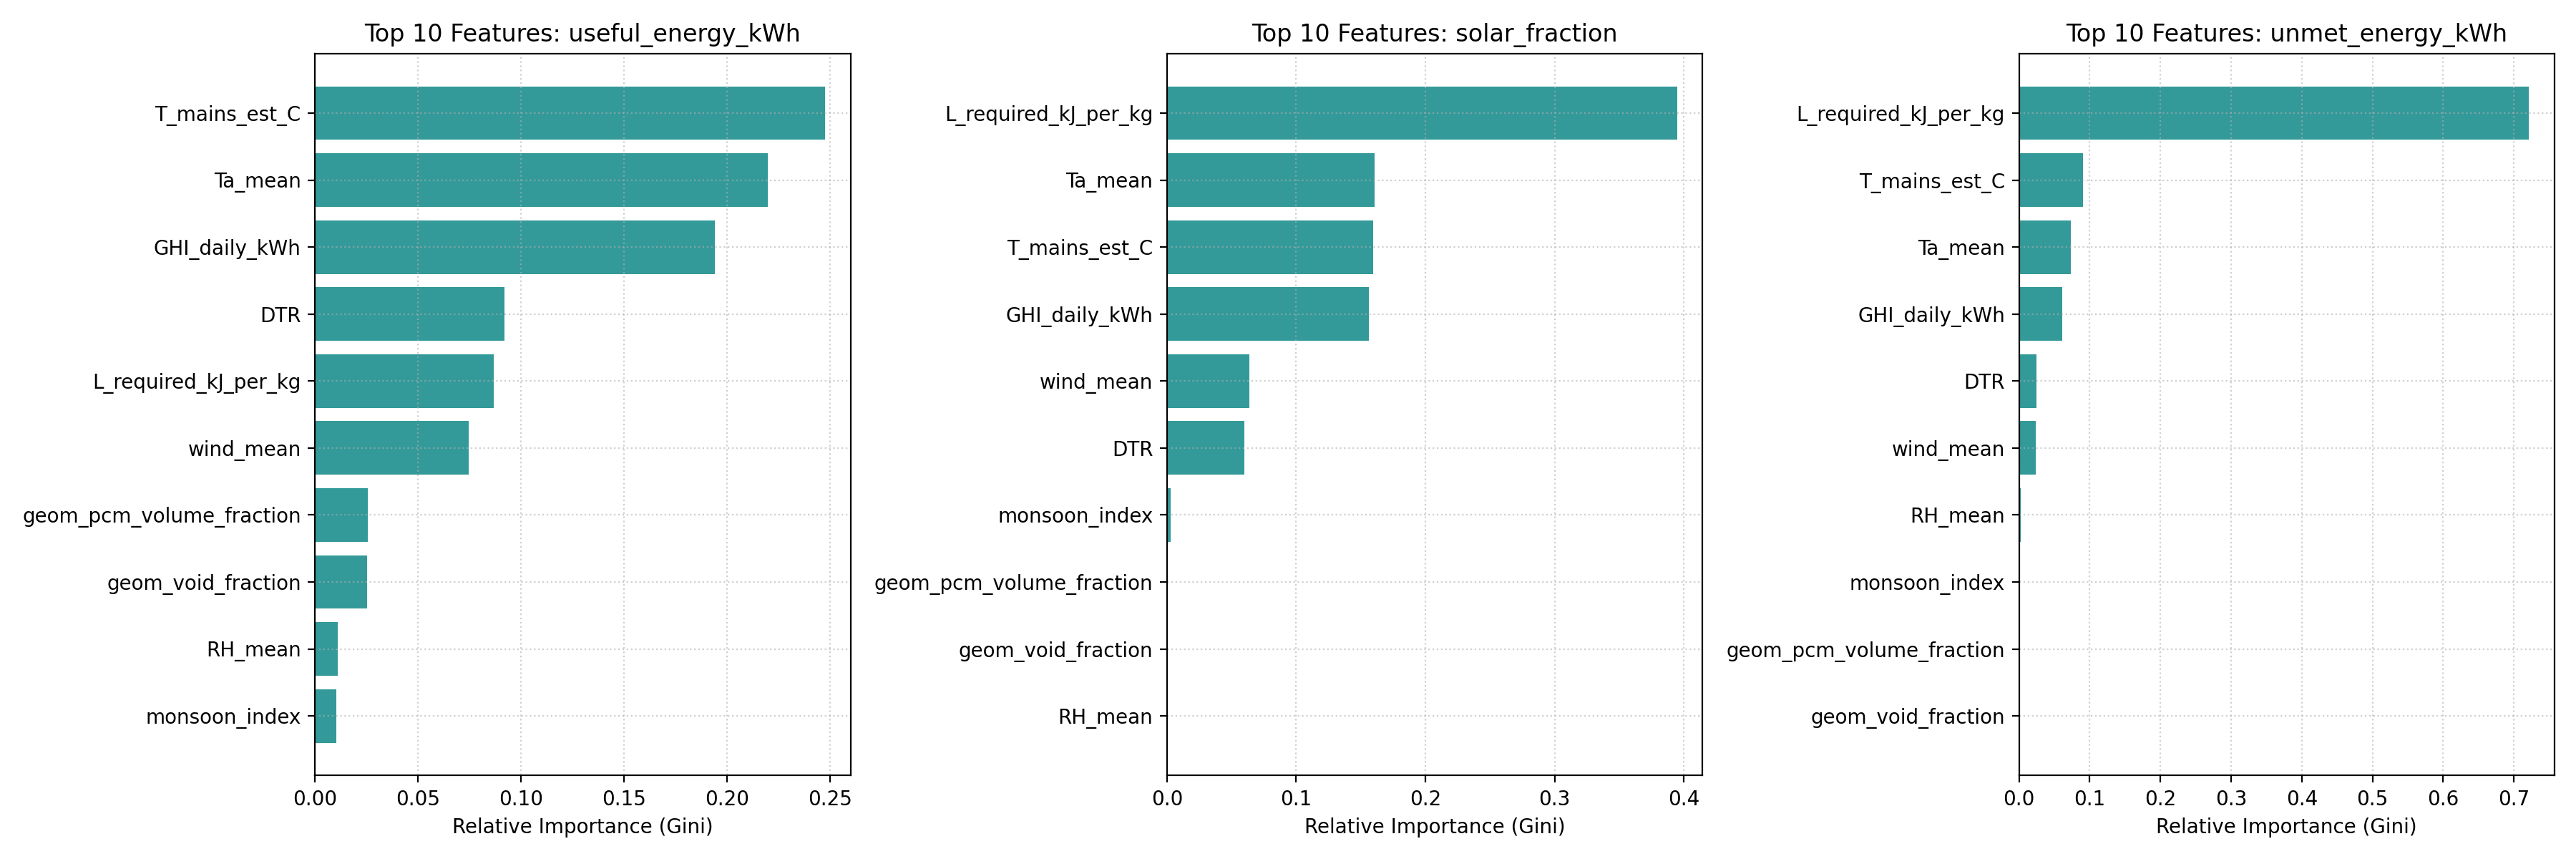 Top 10 Features: useful_energy_kWh
T_mains_est_C
Ta_mean
GHI_daily_kWh
DTR
L_required_kJ_per_kg
wind_mean
geom_pcm_volume_fraction
geom_void_fraction
RH_mean
monsoon_index
0.00 0.05 0.10 0.15 0.20 0.25
Relative Importance (Gini)
Top 10 Features: solar_fraction
L_required_kJ_per_kg
Ta_mean
T_mains_est_C
GHI_daily_kWh
wind_mean
DTR
monsoon_index
geom_pcm_volume_fraction
geom_void_fraction
RH_mean
0.0 0.1 0.2 0.3 0.4
Relative Importance (Gini)
Top 10 Features: unmet_energy_kWh
L_required_kJ_per_kg
T_mains_est_C
Ta_mean
GHI_daily_kWh
DTR
wind_mean
RH_mean
monsoon_index
geom_pcm_volume_fraction
geom_void_fraction
0.0 0.1 0.2 0.3 0.4 0.5 0.6 0.7
Relative Importance (Gini)